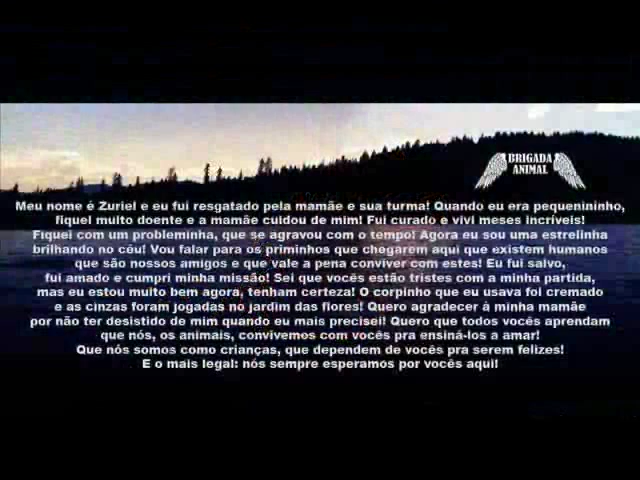 BRIGADA
ANIMAL
Meu nome é Zuriel e eu fui resgatado pela mamãe e sua turma! Quando eu era pequenininho,
fiquei muito doente e a mamãe cuidou de mim! Fui curado e vivi meses incríveis!
Fiquei com um probleminha, que se agravou com o tempo! Agora eu sou uma estrelinha
brilhando no céu! Vou falar para os priminhos que chegarem aqui que existem humanos
que são nossos amigos e que vale a pena conviver com estes! Eu fui salvo,
fui amado e cumpri minha missão! Sei que vocês estão tristes com a minha partida,
mas eu estou muito bem agora, tenham certeza! O corpinho que eu usava foi cremado
e as cinzas foram jogadas no jardim das flores! Quero agradecer à minha mamãe
por não ter desistido de mim quando eu mais precisei! Quero que todos vocês aprendam
que nós, os animais, convivemos com vocês pra ensiná-los a amar!
Que nós somos como crianças, que dependem de vocês pra serem felizes!
E o mais legal: nós sempre esperamos por vocês aqui!